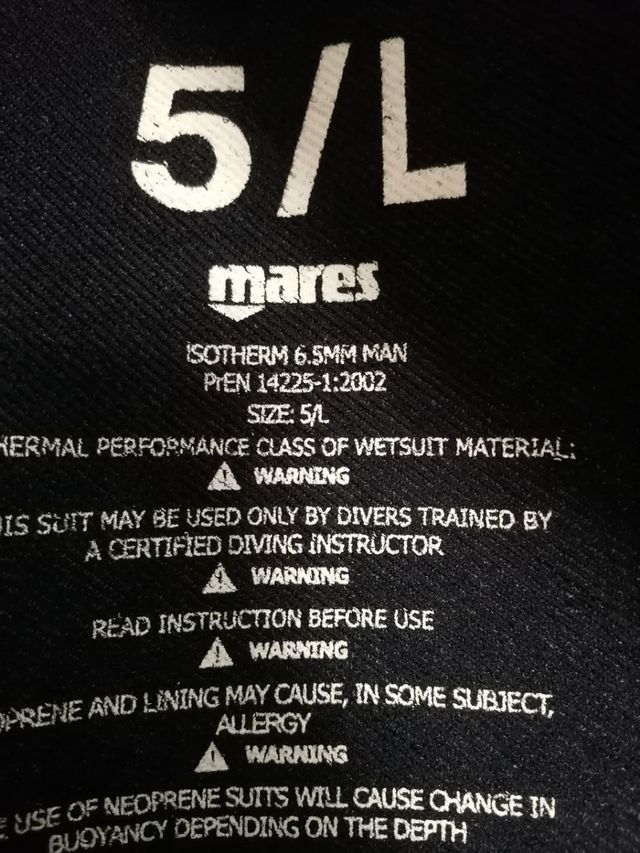 5/L
mares
ISOTHERM 6.5MM MAN
PrEN 14225-1:2002
SIZE: 5/L
HERMAL PERFORMANCE CLASS OF WETSUIT MATERIAL:
WARNING
IS SUIT MAY BE USED ONLY BY DIVERS TRAINED BY
A CERTIFIED DIVING INSTRUCTOR
WARNING
READ INSTRUCTION BEFORE USE
WARNING
OPRENE AND LINING MAY CAUSE, IN SOME SUBJECT,
ALLERGY
WARNING
E USE OF NEOPRENE SUITS WILL CAUSE CHANGE IN
BUOYANCY DEPENDING ON THE DEPTH